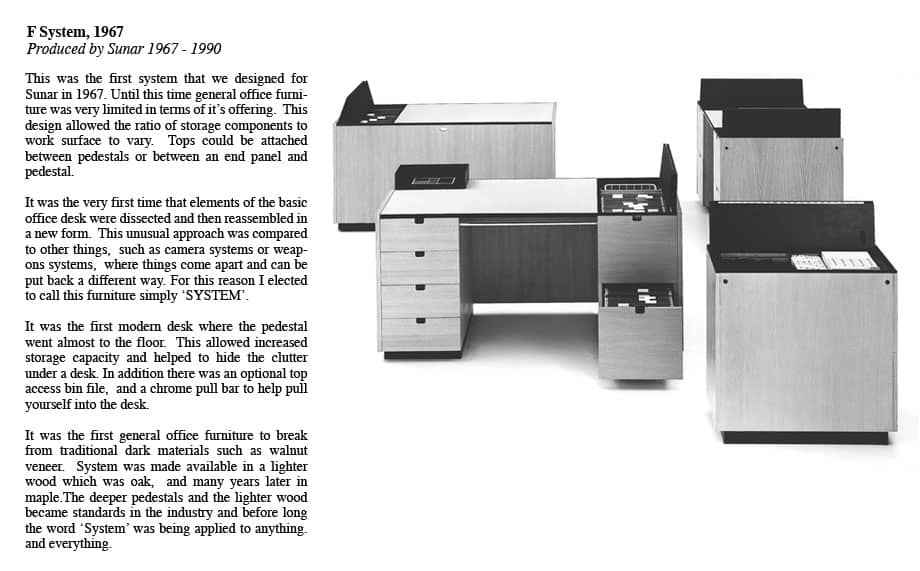 F System, 1967
Produced by Sunar 1967 - 1990
This was the first system that we designed for
Sunar in 1967. Until this time general office furni-
ture was very limited in terms of it's offering. This
design allowed the ratio of storage components to
work surface to vary. Tops could be attached
between pedestals or between an end panel and
pedestal.
It was the very first time that elements of the basic
office desk were dissected and then reassembled in
a new form. This unusual approach was compared
to other things, such as camera systems or weap-
ons systems, where things come apart and can be
put back a different way. For this reason I elected
to call this furniture simply ‘SYSTEM’.
It was the first modern desk where the pedestal
went almost to the floor. This allowed increased
storage capacity and helped to hide the clutter
under a desk. In addition there was an optional top
access bin file, and a chrome pull bar to help pull
yourself into the desk.
It was the first general office furniture to break
from traditional dark materials such as walnut
veneer. System was made available in a lighter
wood which was oak, and many years later in
maple.The deeper pedestals and the lighter wood
became standards in the industry and before long
the word ‘System’ was being applied to anything.
and everything.